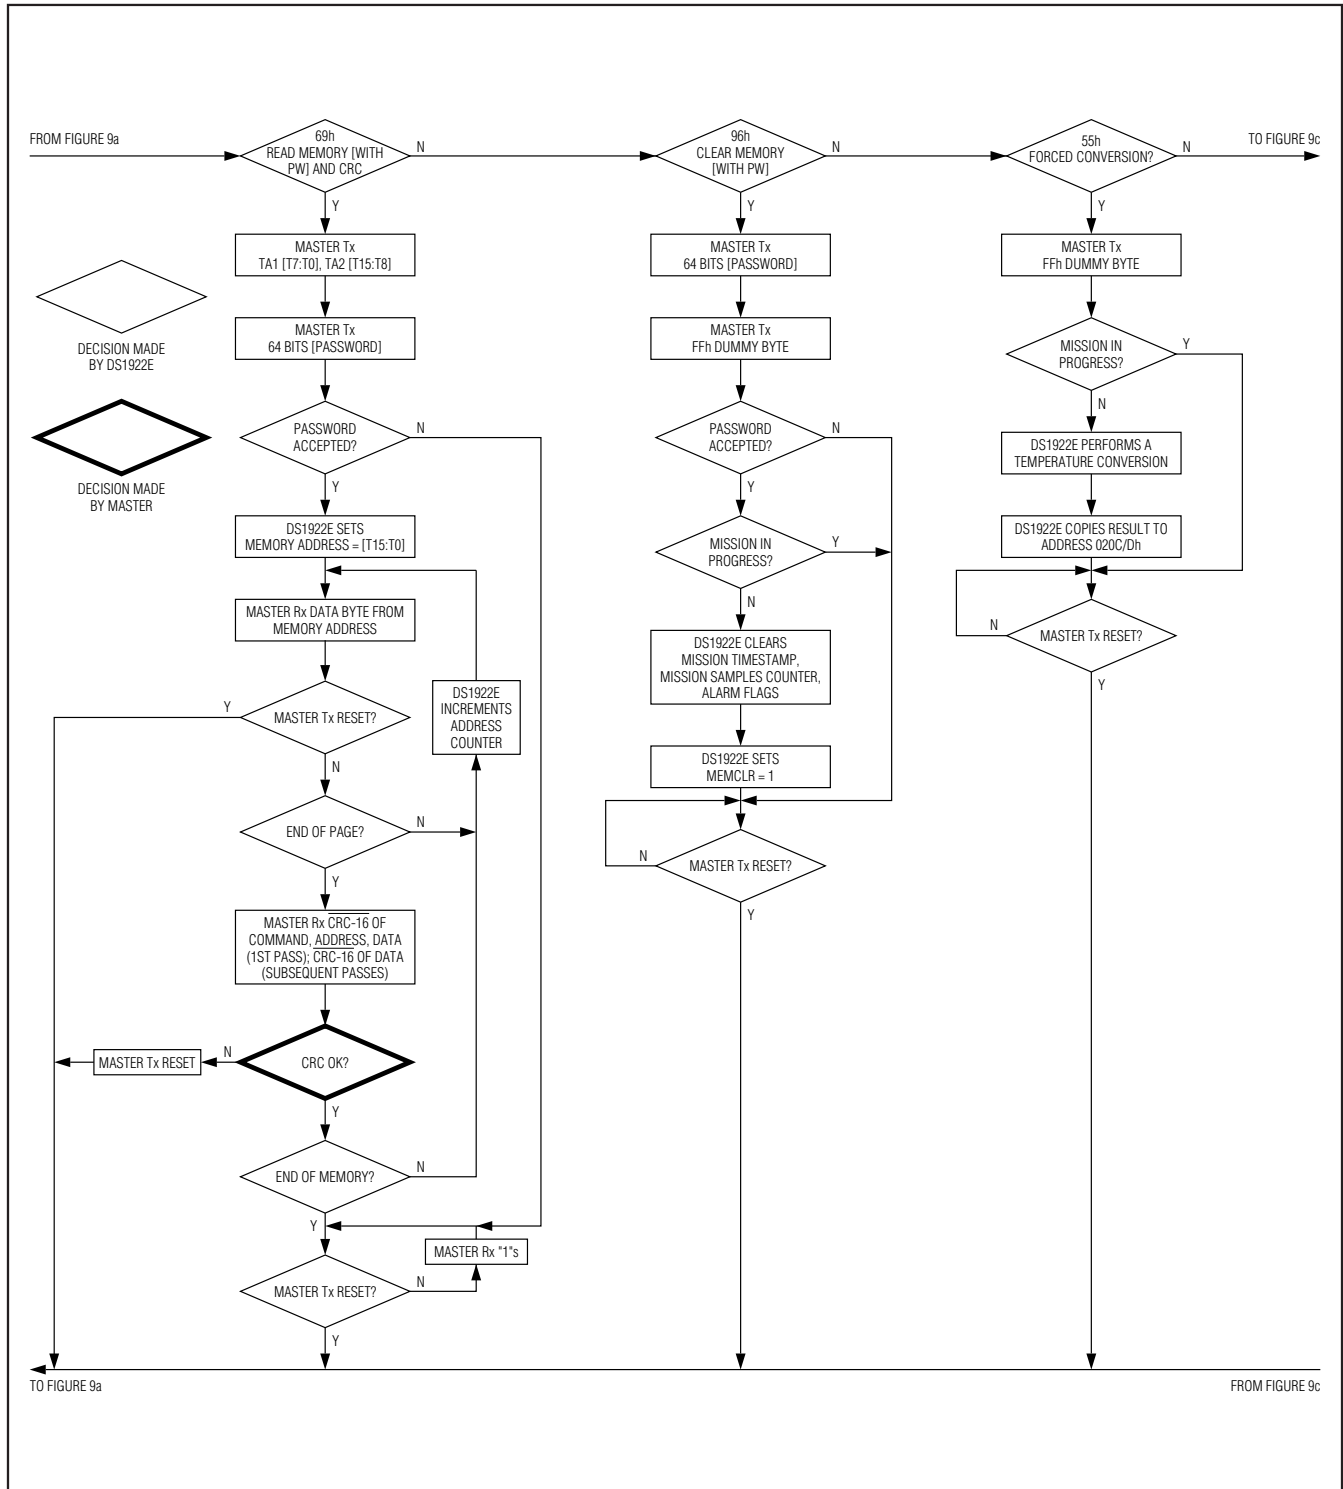 FROM FIGURE 9a
69h
READ MEMORY [WITH
PW] AND CRC
N
Y
MASTER Tx
TA1 [T7:T0], TA2 [T15:T8]
MASTER Tx
64 BITS [PASSWORD]
PASSWORD
ACCEPTED?
N
Y
DS1922E SETS
MEMORY ADDRESS = [T15:T0]
MASTER Rx DATA BYTE FROM
MEMORY ADDRESS
MASTER Tx RESET?
Y
N
DS1922E
INCREMENTS
ADDRESS
COUNTER
END OF PAGE?
N
Y
MASTER Rx CRC-16 OF
COMMAND, ADDRESS, DATA
(1ST PASS); CRC-16 OF DATA
(SUBSEQUENT PASSES)
CRC OK?
N
MASTER Tx RESET
Y
END OF MEMORY?
N
Y
MASTER Rx "1"s
MASTER Tx RESET?
N
Y
DECISION MADE
BY DS1922E
DECISION MADE
BY MASTER
96h
CLEAR MEMORY
[WITH PW]
N
Y
MASTER Tx
64 BITS [PASSWORD]
MASTER Tx
FFh DUMMY BYTE
PASSWORD
ACCEPTED?
N
Y
MISSION IN
PROGRESS?
Y
N
DS1922E CLEARS
MISSION TIMESTAMP,
MISSION SAMPLES COUNTER,
ALARM FLAGS
DS1922E SETS
MEMCLR = 1
MASTER Tx RESET?
N
Y
55h
FORCED CONVERSION?
N
TO FIGURE 9c
Y
MASTER Tx
FFh DUMMY BYTE
MISSION IN
PROGRESS?
Y
N
DS1922E PERFORMS A
TEMPERATURE CONVERSION
DS1922E COPIES RESULT TO
ADDRESS 020C/Dh
MASTER Tx RESET?
N
Y
TO FIGURE 9a
FROM FIGURE 9c